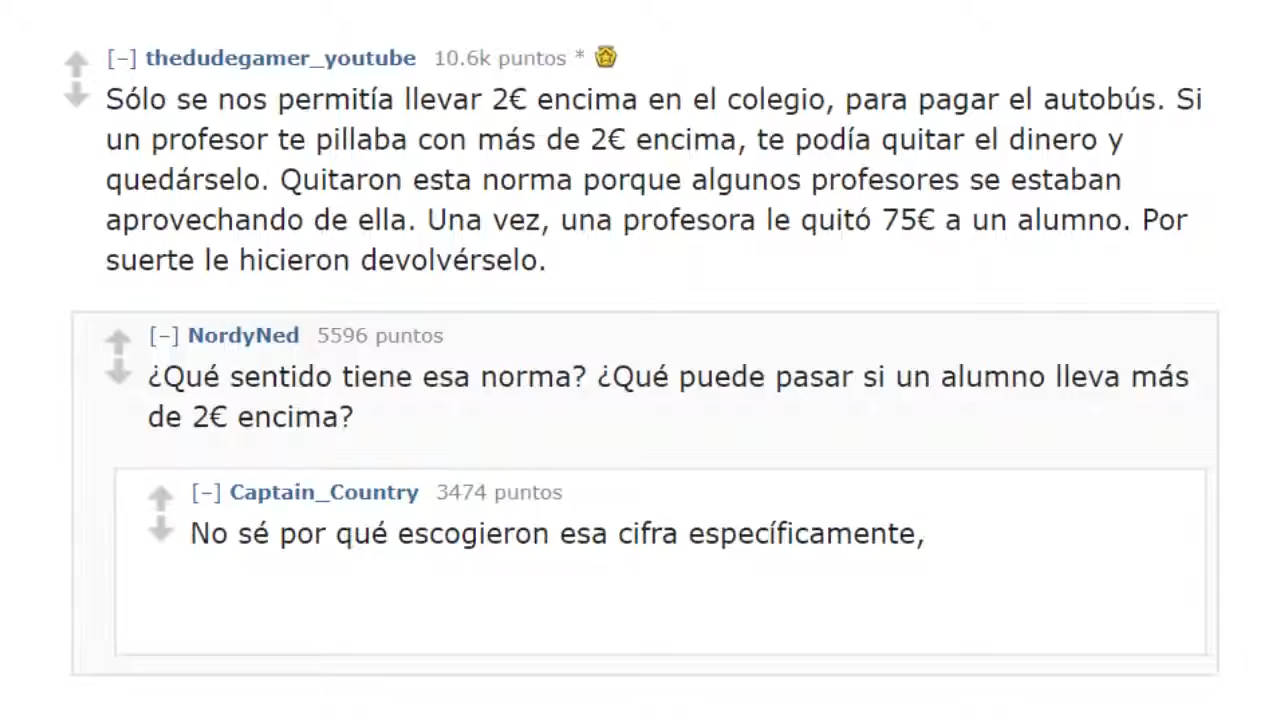 [−] thedudegamer_youtube 10.6k puntos *
Sólo se nos permitía llevar 2€ encima en el colegio, para pagar el autobús. Si
un profesor te pillaba con más de 2€ encima, te podía quitar el dinero y
quedárselo. Quitaron esta norma porque algunos profesores se estaban
aprovechando de ella. Una vez, una profesora le quitó 75€ a un alumno. Por
suerte le hicieron devolvérselo.
[−] NordyNed 5596 puntos
¿Qué sentido tiene esa norma? ¿Qué puede pasar si un alumno lleva más
de 2€ encima?
[−] Captain_Country 3474 puntos
No sé por qué escogieron esa cifra específicamente,